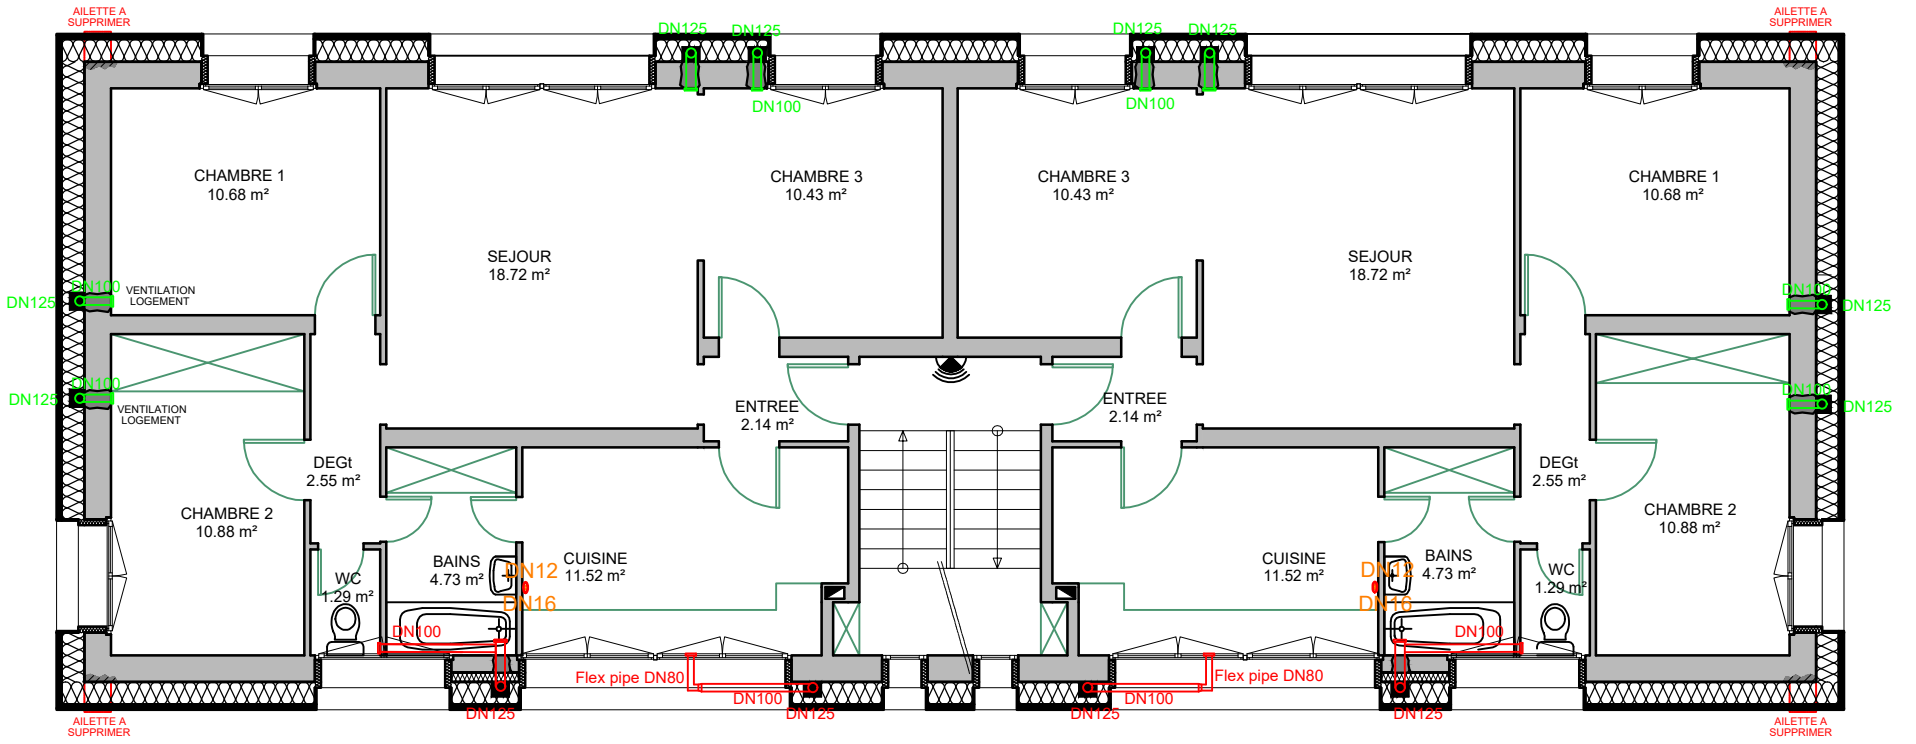 AILETTE A
SUPPRIMER
AILETTE A
SUPPRIMER
DN125
DN125
DN125
DN125
DN100
DN100
CHAMBRE 1
10.68 m²
CHAMBRE 3
10.43 m²
CHAMBRE 3
10.43 m²
CHAMBRE 1
10.68 m²
SEJOUR
18.72 m²
SEJOUR
18.72 m²
DN125
DN100
VENTILATION
LOGEMENT
DN100
DN125
DN125
DN100
VENTILATION
LOGEMENT
DN100
DN125
ENTREE
2.14 m²
ENTREE
2.14 m²
DEGt
2.55 m²
DEGt
2.55 m²
CHAMBRE 2
10.88 m²
CHAMBRE 2
10.88 m²
BAINS
4.73 m²
CUISINE
11.52 m²
CUISINE
11.52 m²
BAINS
4.73 m²
WC
1.29 m²
WC
1.29 m²
DN12
DN16
DN12
DN16
DN100
DN100
Flex pipe DN80
Flex pipe DN80
DN100
DN100
DN125
DN125
DN125
DN125
AILETTE A
SUPPRIMER
AILETTE A
SUPPRIMER